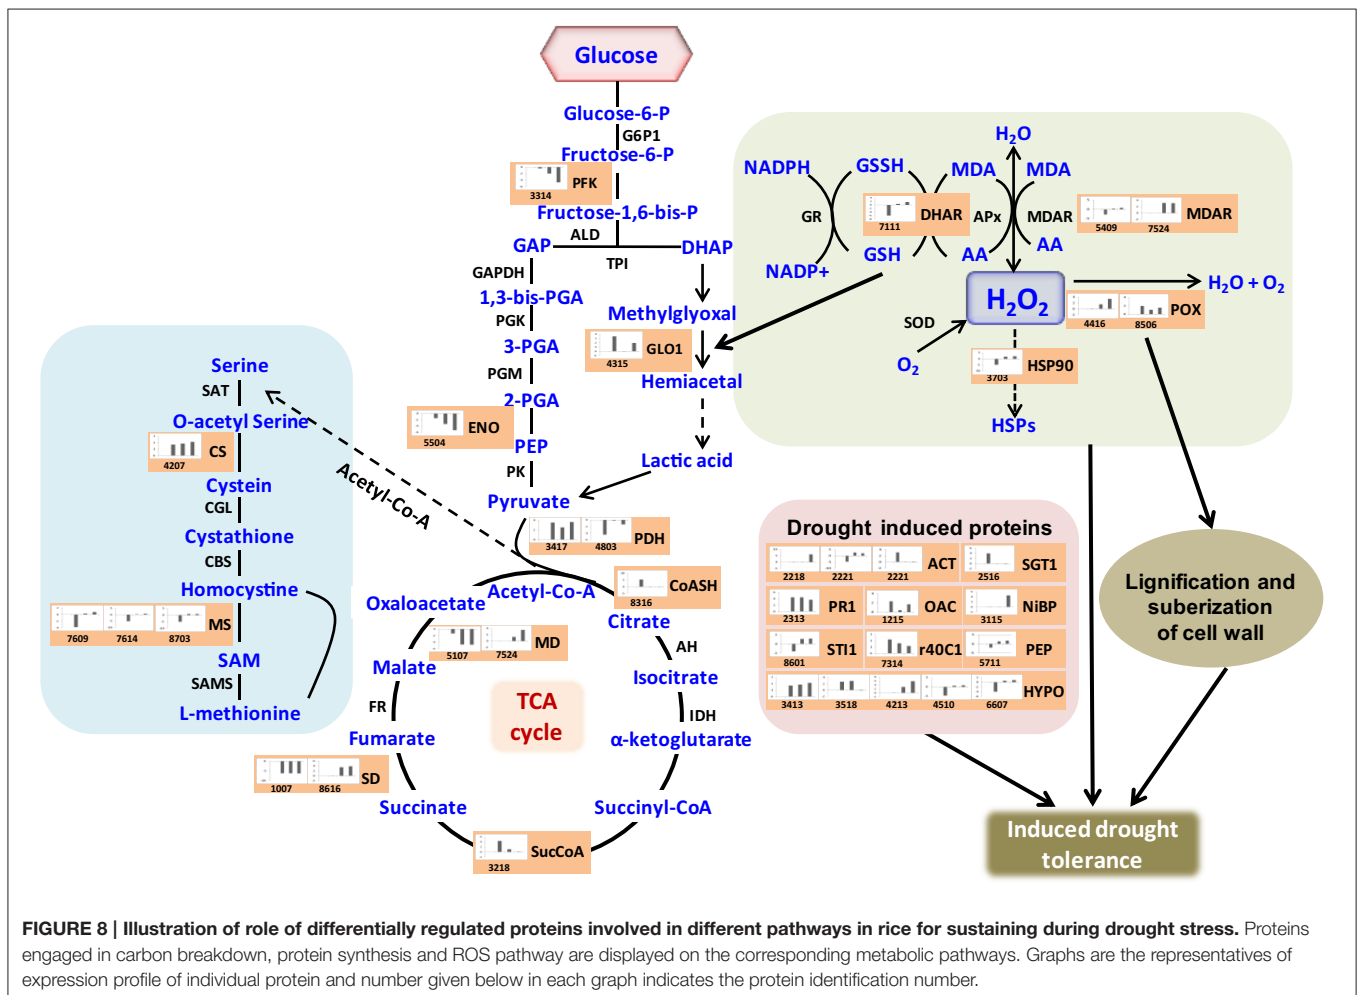 Glucose
Glucose-6-P
G6P1
Fructose-6-P
PFK
3314
Fructose-1,6-bis-P
ALD
GAP
DHAP
TPI
GAPDH
1,3-bis-PGA
PGK
3-PGA
PGM
2-PGA
ENO
5504
PEP
PK
Pyruvate
Methylglyoxal
GLO1
4315
Hemiacetal
Lactic acid
PDH
3417
4803
Acetyl-Co-A
Serine
SAT
O-acetyl Serine
CS
4207
Cystein
CGL
Cystathione
CBS
Homocystine
MS
7609
7614
8703
SAM
SAMS
L-methionine
Acetyl-Co-A
CoASH
8316
Oxaloacetate
Citrate
MD
5107
7524
AH
Malate
Isocitrate
TCA
cycle
FR
IDH
Fumarate
α-ketoglutarate
SD
1007
8616
Succinate
Succinyl-CoA
SucCoA
3218
H2O
NADPH
GSSH
MDA
MDA
GR
DHAR
7111
APx
MDAR
MDAR
5409
7524
NADP+
GSH
AA
AA
H2O2
H2O + O2
POX
4416
8506
SOD
O2
HSP90
3703
HSPs
Drought induced proteins
ACT
2218
2221
2221
SGT1
2516
PR1
2313
OAC
1215
NiBP
3115
STI1
8601
r40C1
7314
PEP
5711
HYPO
3413
3518
4213
4510
6607
Lignification and
suberization
of cell wall
Induced drought
tolerance
FIGURE 8 | Illustration of role of differentially regulated proteins involved in different pathways in rice for sustaining during drought stress. Proteins
engaged in carbon breakdown, protein synthesis and ROS pathway are displayed on the corresponding metabolic pathways. Graphs are the representatives of
expression profile of individual protein and number given below in each graph indicates the protein identification number.